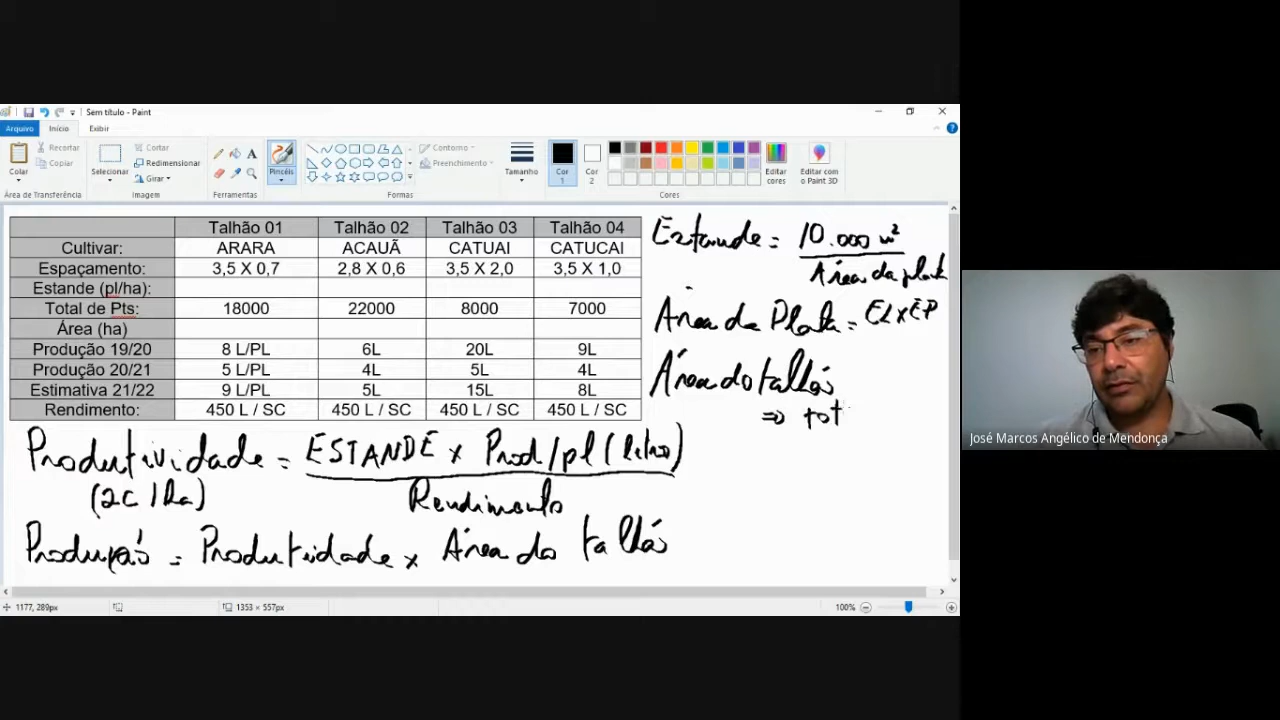 Sem título - Paint
Arquivo Início Exibir
Colar
Recortar
Copiar
Área de Transferência
Selecionar
Cortar
Redimensionar
Girar
Imagem
Ferramentas
Pincéis
Contorno
Preenchimento
Formas
Tamanho
Cor 1
Cor 2
Editar cores
Editar com o Paint 3D
Cores
Talhão 01 Talhão 02 Talhão 03 Talhão 04
Cultivar: ARARA ACAUÃ CATUAI CATUCAI
Espaçamento: 3,5 X 0,7 2,8 X 0,6 3,5 X 2,0 3,5 X 1,0
Estande (pl/ha):
Total de Pts: 18000 22000 8000 7000
Área (ha)
Produção 19/20 8 L/PL 6L 20L 9L
Produção 20/21 5 L/PL 4L 5L 4L
Estimativa 21/22 9 L/PL 5L 15L 8L
Rendimento: 450 L / SC 450 L / SC 450 L / SC 450 L / SC
Estande = 10.000 m²
Área da planta
Área da Planta = EL x EP
Área do talhão
⇒ tot
Produtividade = ESTANDE x Prod/pl (litro)
(sc/ha) Rendimento
Produção = Produtividade x Área do talhão
José Marcos Angélico de Mendonça
1177, 289px
1353 × 557px
100%